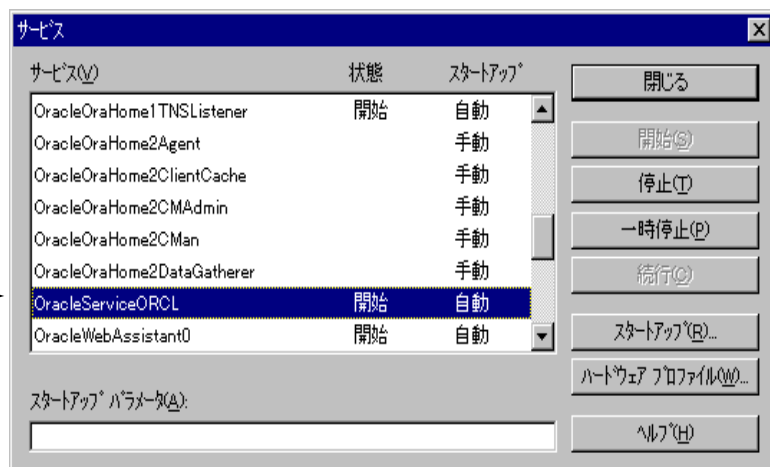 サービス
サービス(V) 状態 スタートアップ
OracleOraHome1TNSListener 開始 自動
OracleOraHome2Agent 手動
OracleOraHome2ClientCache 手動
OracleOraHome2CMAdmin 手動
OracleOraHome2CMan 手動
OracleOraHome2DataGatherer 手動
OracleServiceORCL 開始 自動
OracleWebAssistant0 開始 自動
スタートアップ パラメータ(A):
閉じる
開始(S)
停止(T)
一時停止(P)
続行(C)
スタートアップ(R)...
ハードウェア プロファイル(W)...
ヘルプ(H)